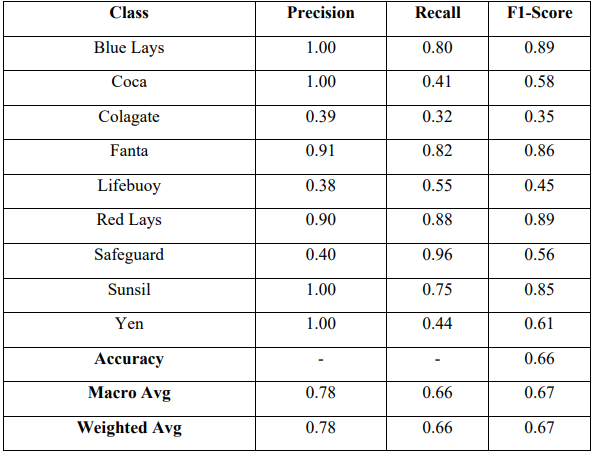 Class Precision Recall F1-Score
Blue Lays 1.00 0.80 0.89
Coca 1.00 0.41 0.58
Colagate 0.39 0.32 0.35
Fanta 0.91 0.82 0.86
Lifebuoy 0.38 0.55 0.45
Red Lays 0.90 0.88 0.89
Safeguard 0.40 0.96 0.56
Sunsil 1.00 0.75 0.85
Yen 1.00 0.44 0.61
Accuracy - - 0.66
Macro Avg 0.78 0.66 0.67
Weighted Avg 0.78 0.66 0.67